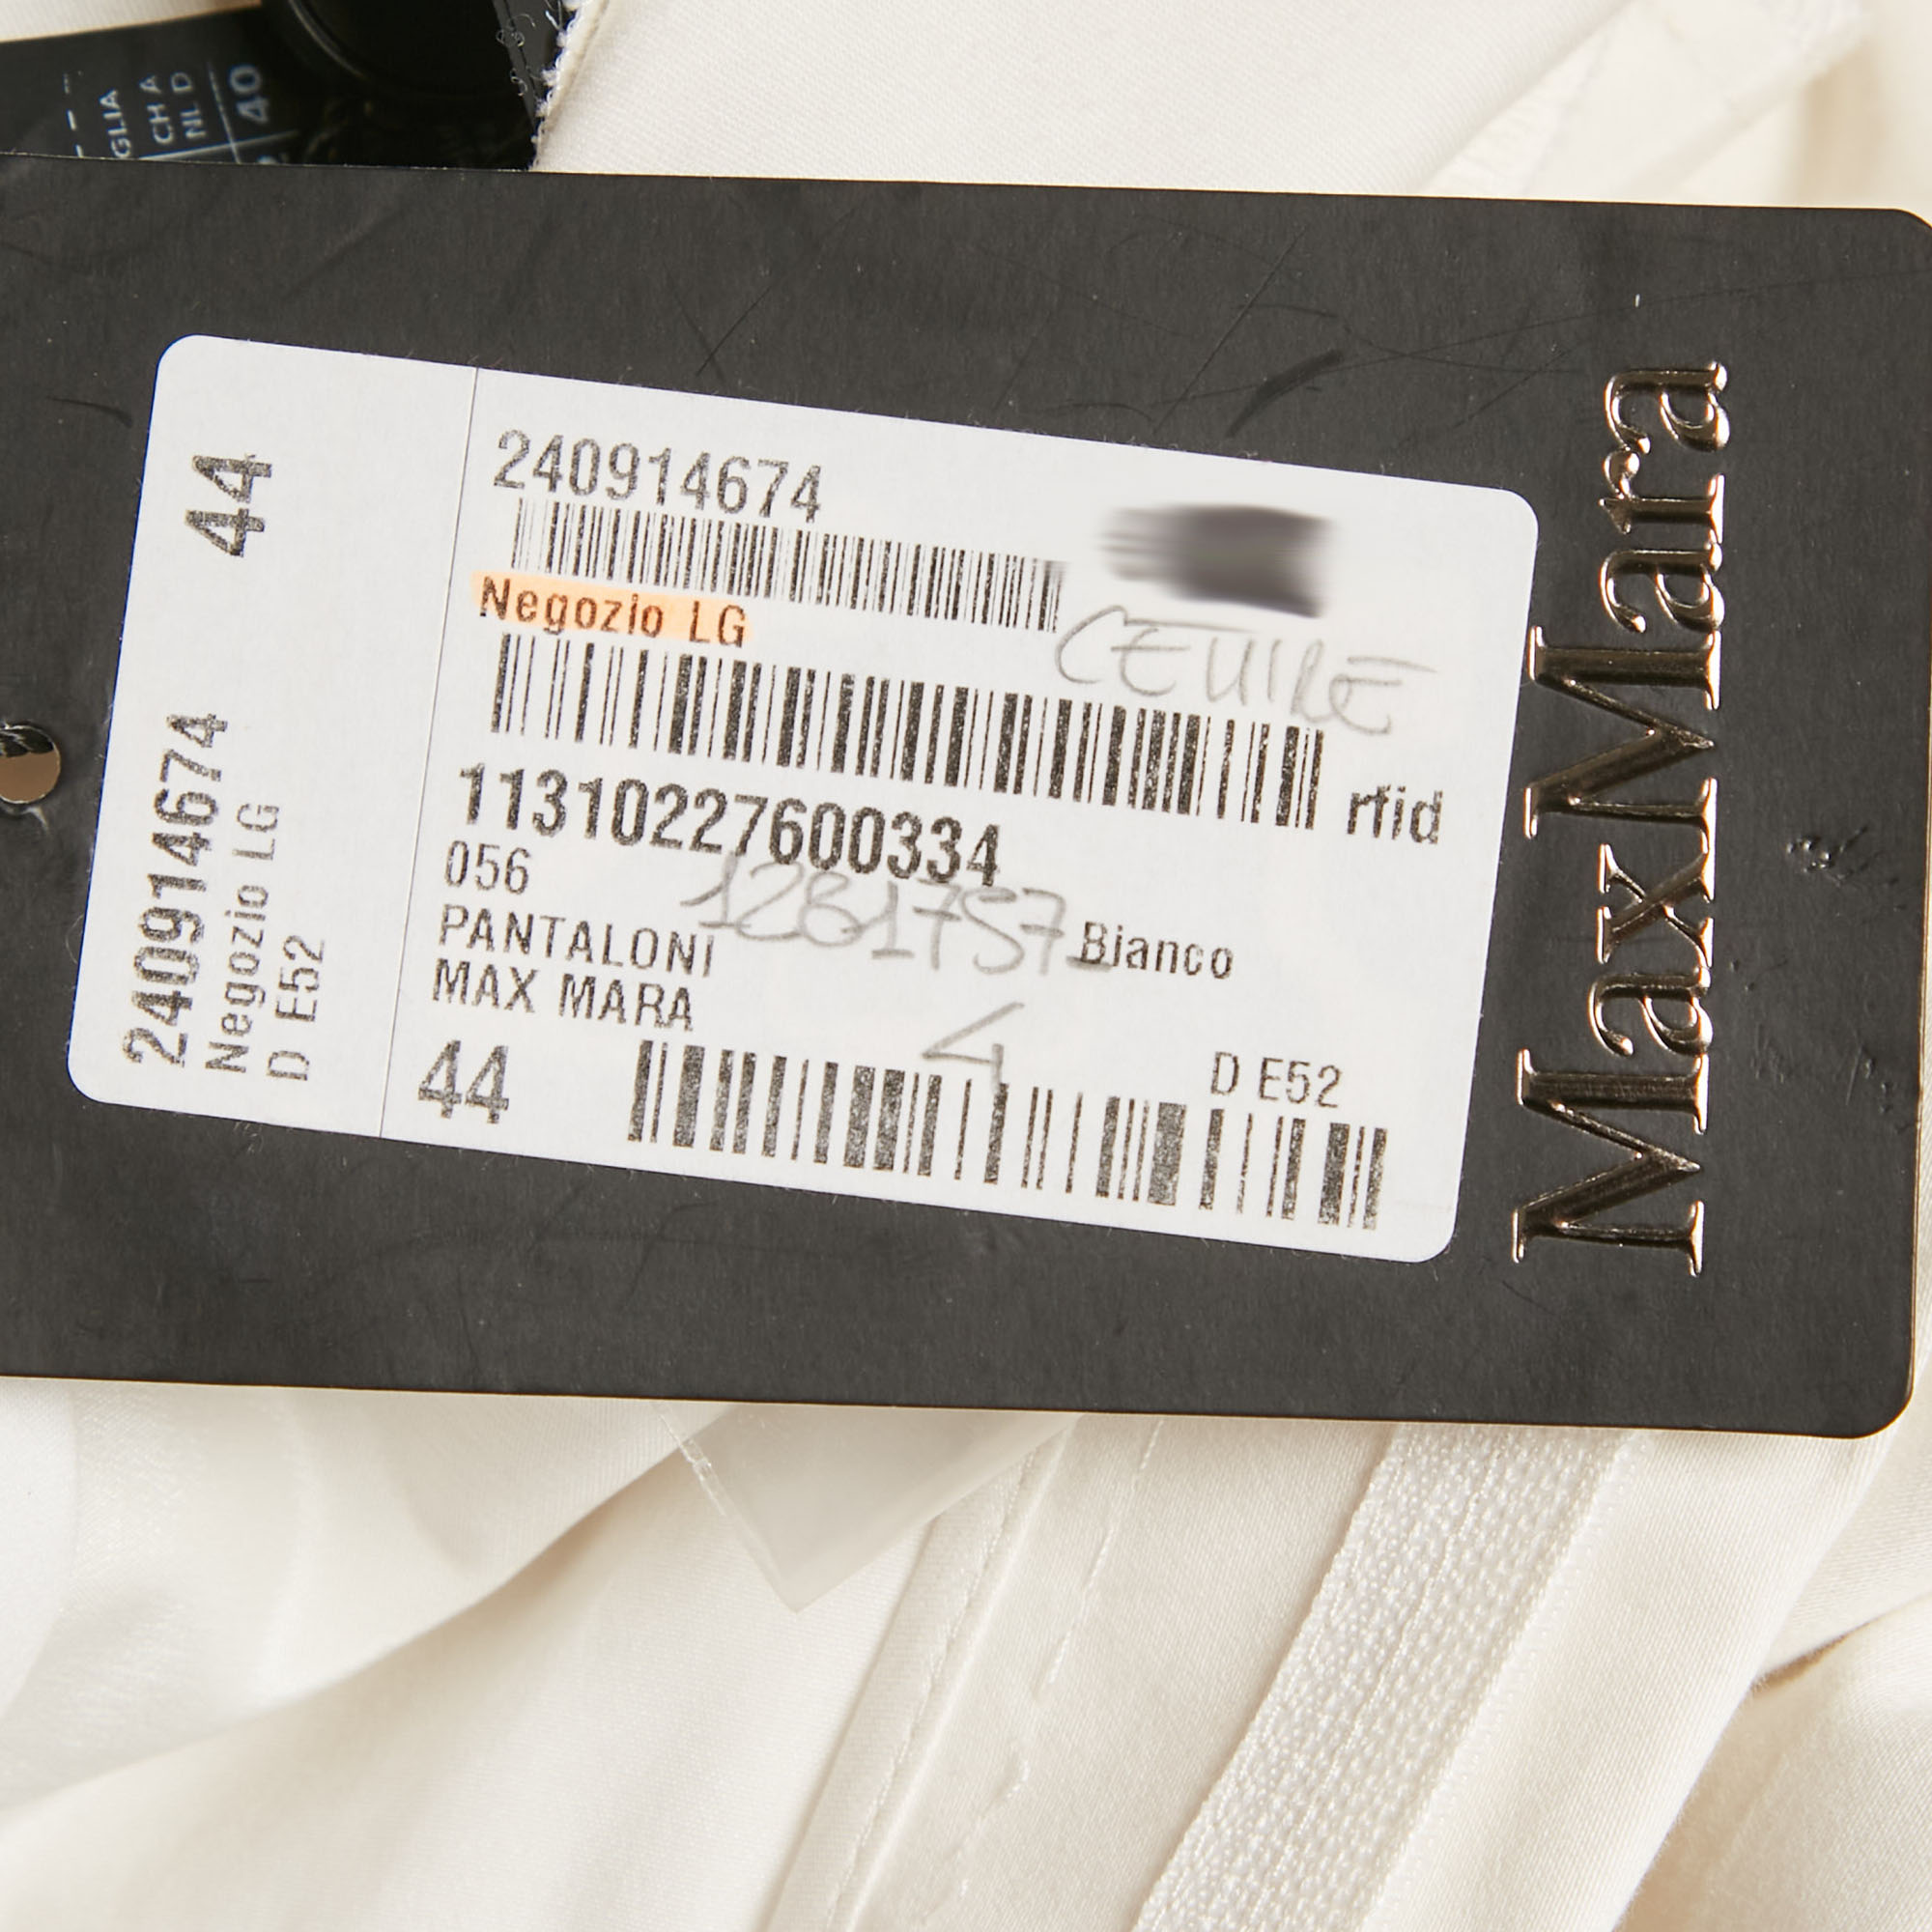 GLIA
CH A
NL D
40
44
240914674
Negozio LG
D E52
240914674
Negozio LG
rfid
11310227600334
056
PANTALONI
Bianco
MAX MARA
4
44
D E52
MaxMara